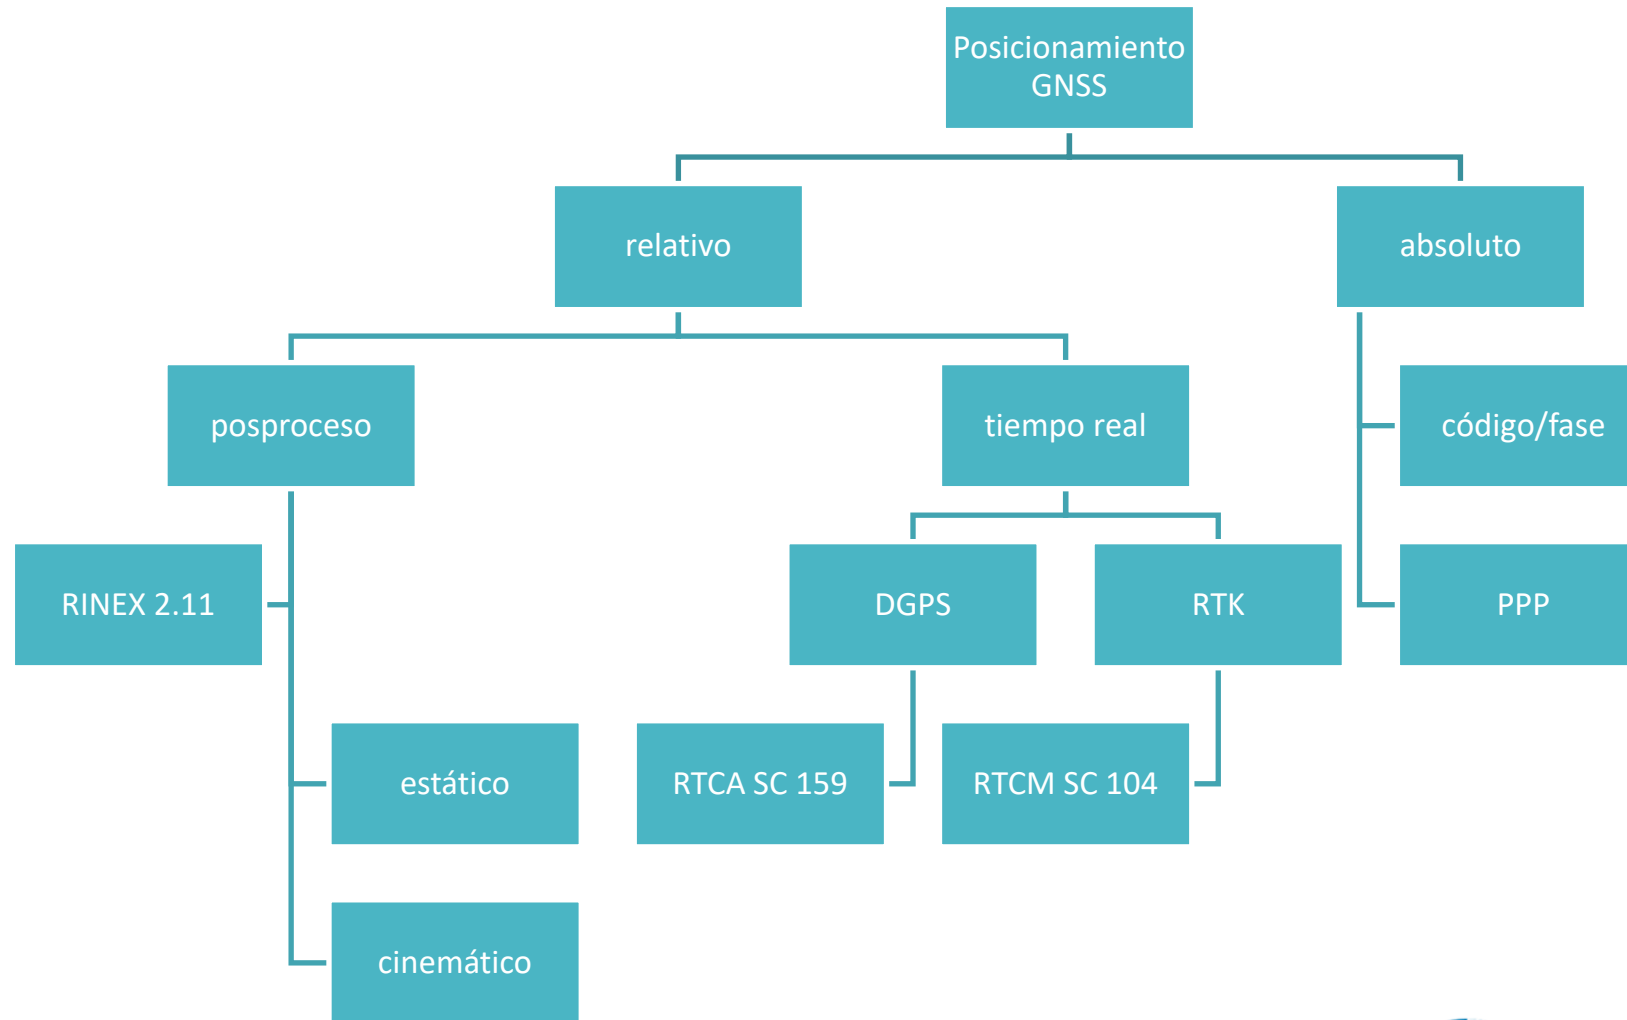 Posicionamiento
GNSS
relativo
absoluto
posproceso
tiempo real
código/fase
RINEX 2.11
DGPS
RTK
PPP
estático
RTCA SC 159
RTCM SC 104
cinemático